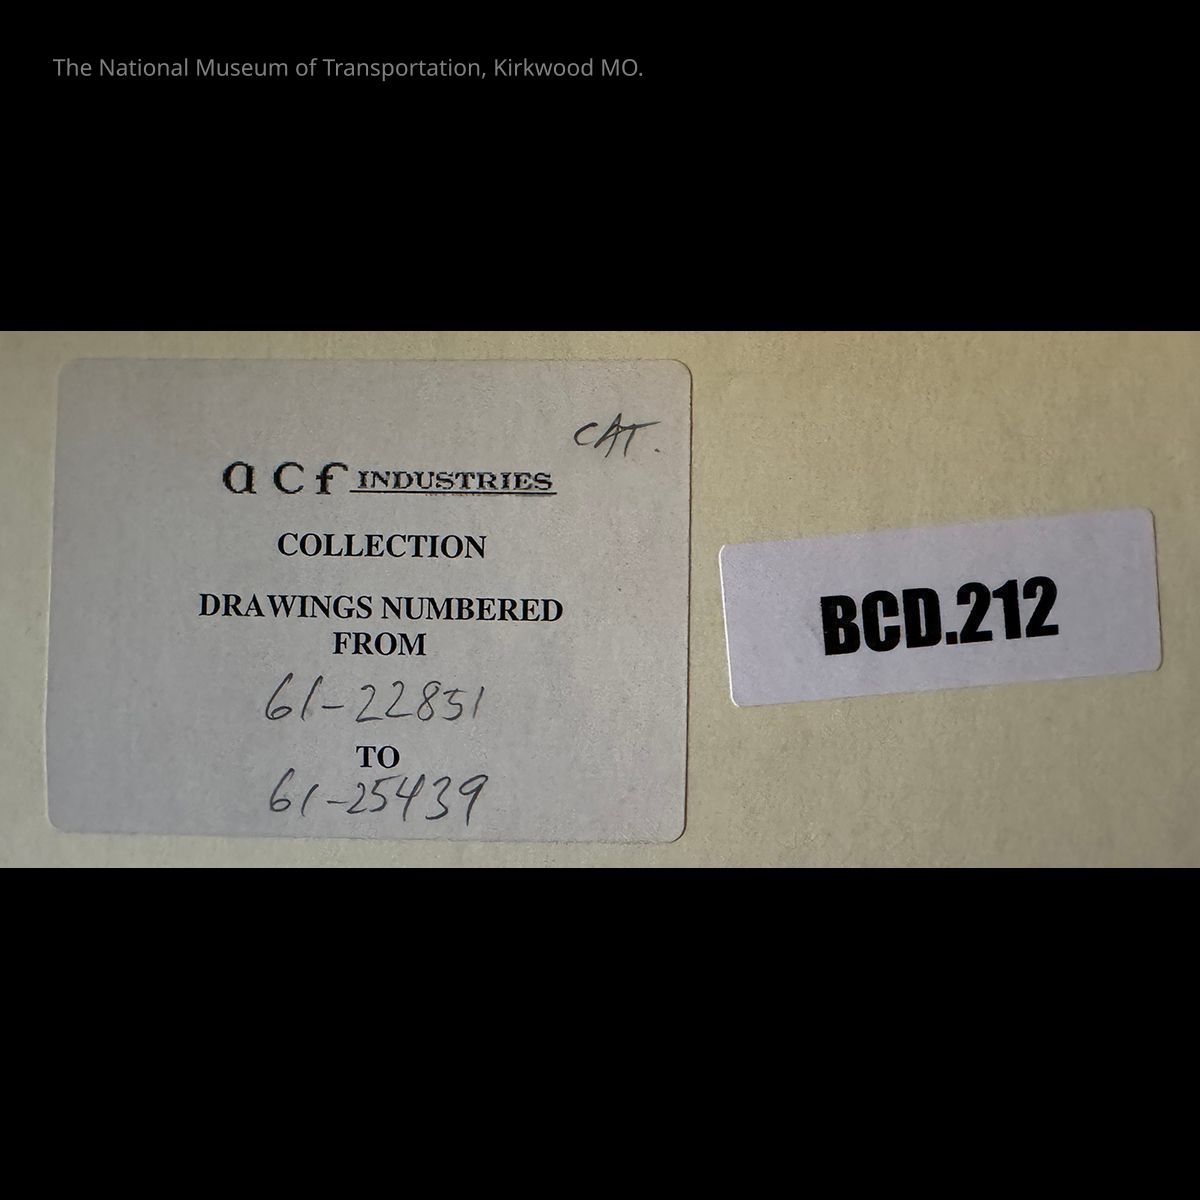 The National Museum of Transportation, Kirkwood MO.
CAT.
acf INDUSTRIES
COLLECTION
DRAWINGS NUMBERED
FROM
61-22851
TO
61-25439
BCD.212